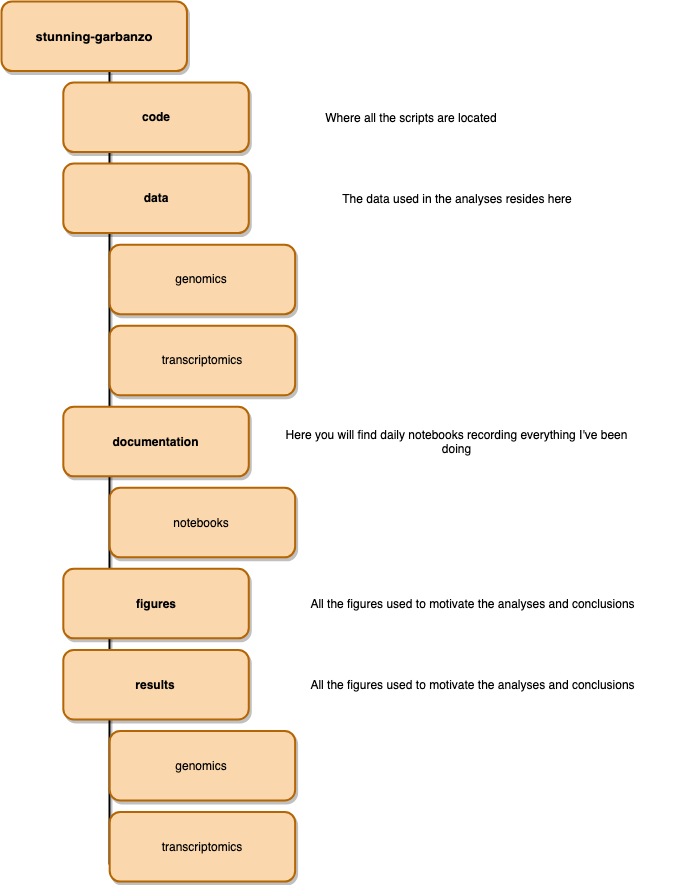 stunning-garbanzo
code
Where all the scripts are located
data
The data used in the analyses resides here
genomics
transcriptomics
documentation
Here you will find daily notebooks recording everything I've been
doing
notebooks
figures
All the figures used to motivate the analyses and conclusions
results
All the figures used to motivate the analyses and conclusions
genomics
transcriptomics